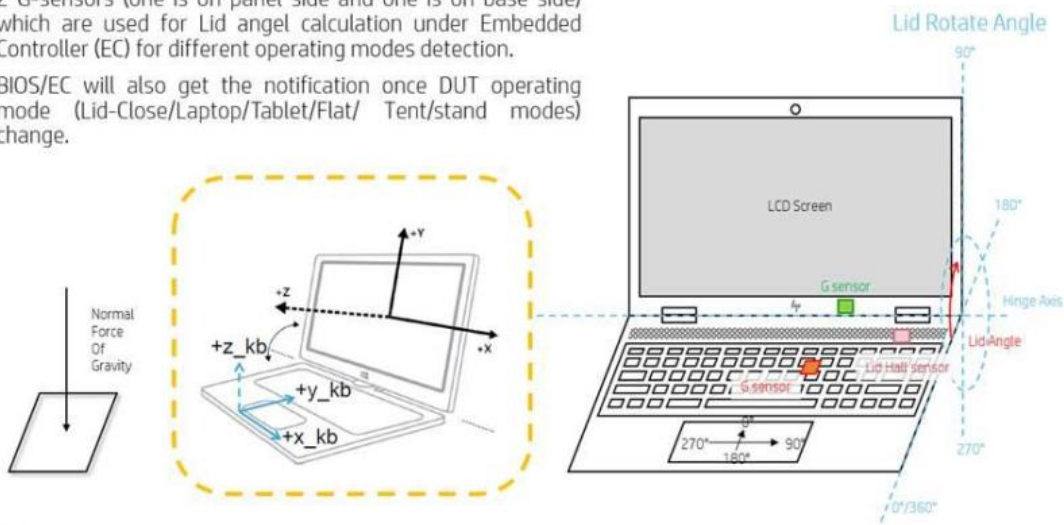 2 G-sensors (one is on panel side and one is on base side)
which are used for Lid angel calculation under Embedded
Controller (EC) for different operating modes detection.
BIOS/EC will also get the notification once DUT operating
mode (Lid-Close/Laptop/Tablet/Flat/ Tent/stand modes)
change.
Lid Rotate Angle
90°
180°
LCD Screen
G sensor
Hinge Axis
Lid Angle
Lid Hall sensor
G sensor
0°
270°
90°
180°
270°
0°/360°
Normal
Force
Of
Gravity
+Y
+Z
+X
+z_kb
+y_kb
+x_kb
hp